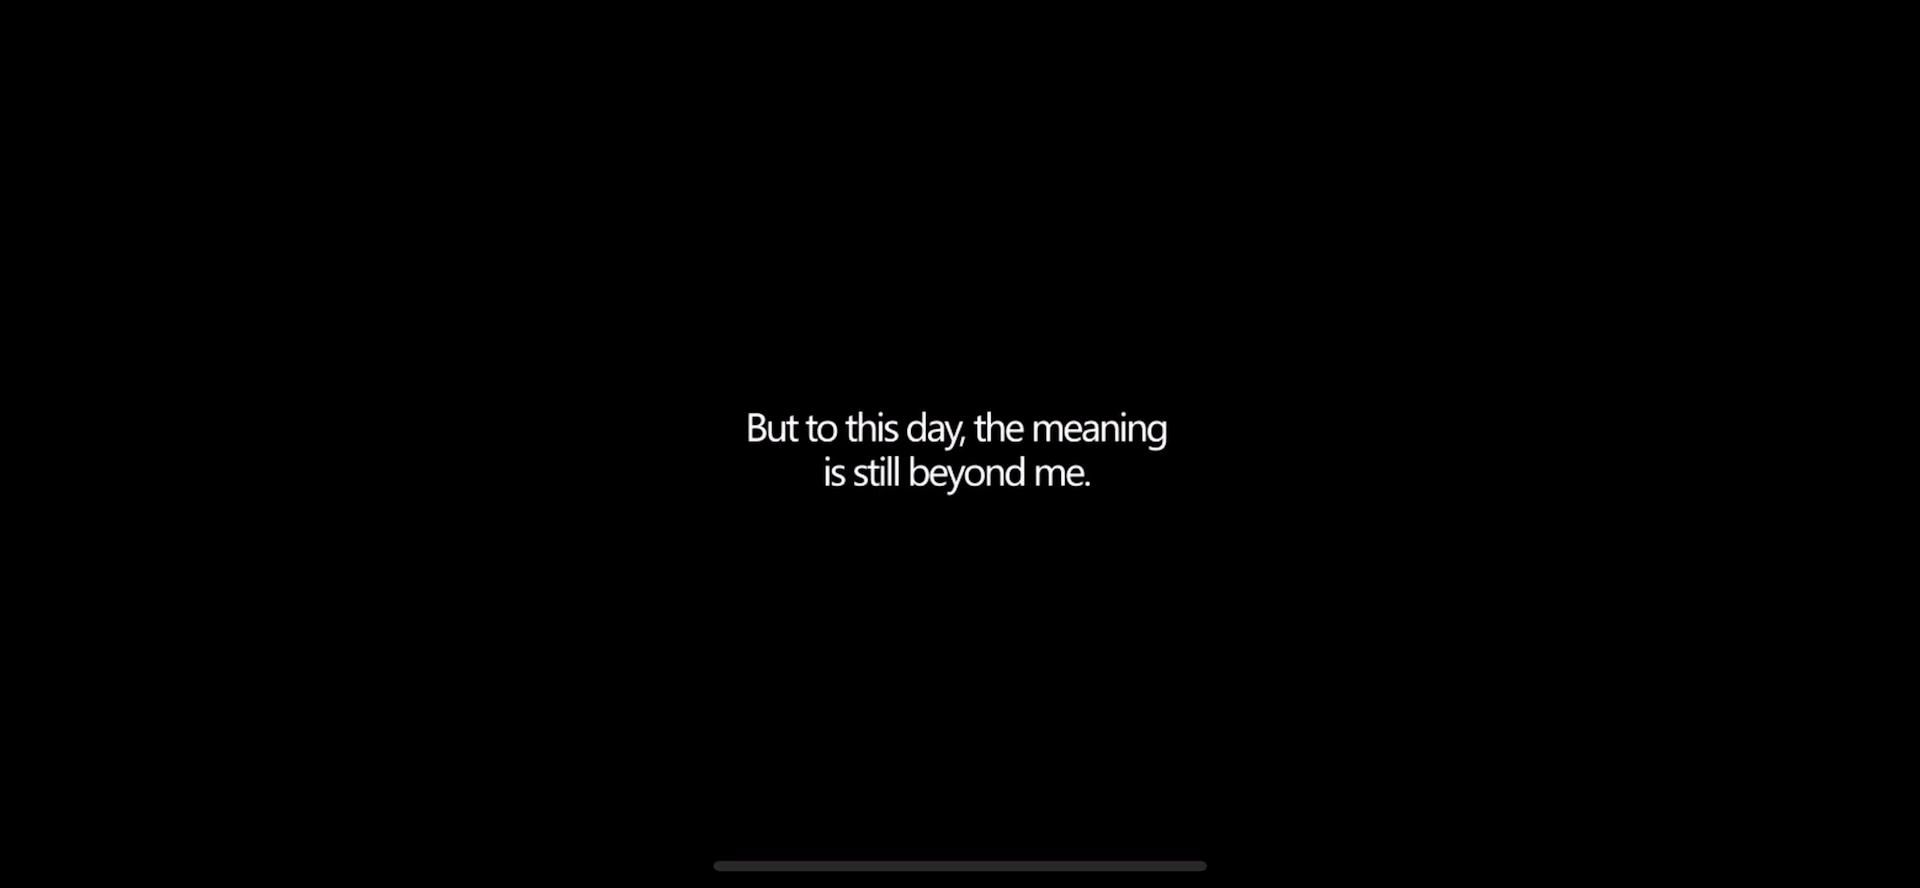 But to this day, the meaning
is still beyond me.